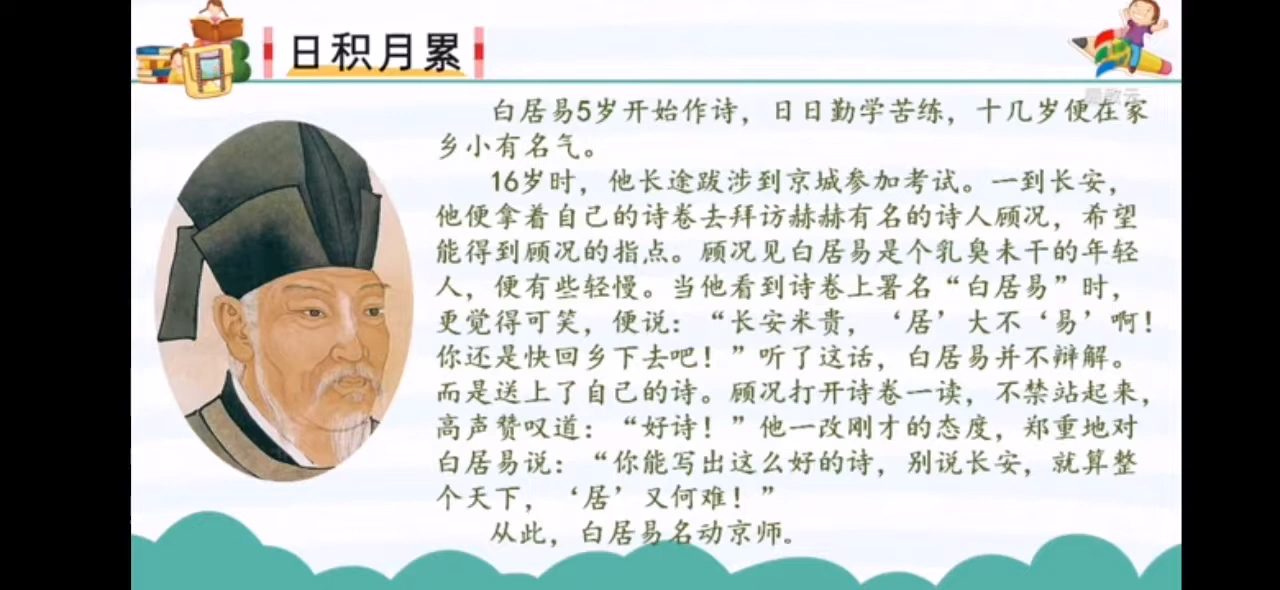 日积月累
白居易5岁开始作诗，日日勤学苦练，十几岁便在家
乡小有名气。
16岁时，他长途跋涉到京城参加考试。一到长安，
他便拿着自己的诗卷去拜访赫赫有名的诗人顾况，希望
能得到顾况的指点。顾况见白居易是个乳臭未干的年轻
人，便有些轻慢。当他看到诗卷上署名“白居易”时，
更觉得可笑，便说：“长安米贵，‘居’大不‘易’啊！
你还是快回乡下去吧！”听了这话，白居易并不辩解。
而是送上了自己的诗。顾况打开诗卷一读，不禁站起来，
高声赞叹道：“好诗！”他一改刚才的态度，郑重地对
白居易说：“你能写出这么好的诗，别说长安，就算整
个天下，‘居’又何难！”
从此，白居易名动京师。